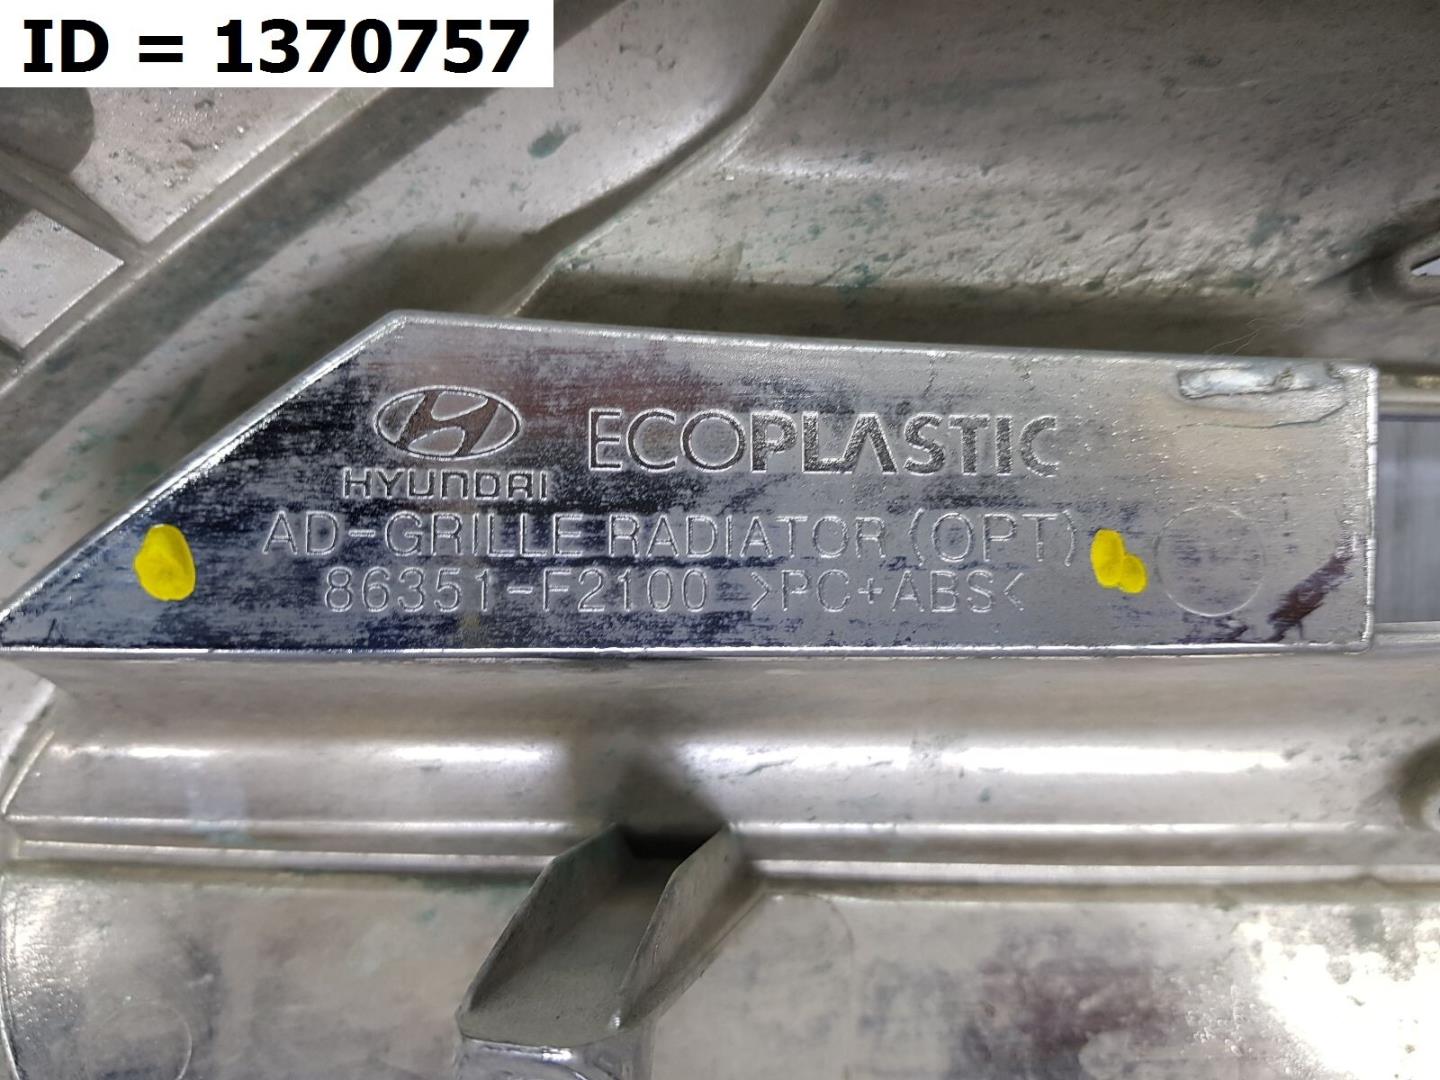 ID = 1370757
HYUNDAI ECOPLASTIC
AD-GRILLE RADIATOR (OPT)
86351-F2100 >PC+ABS<